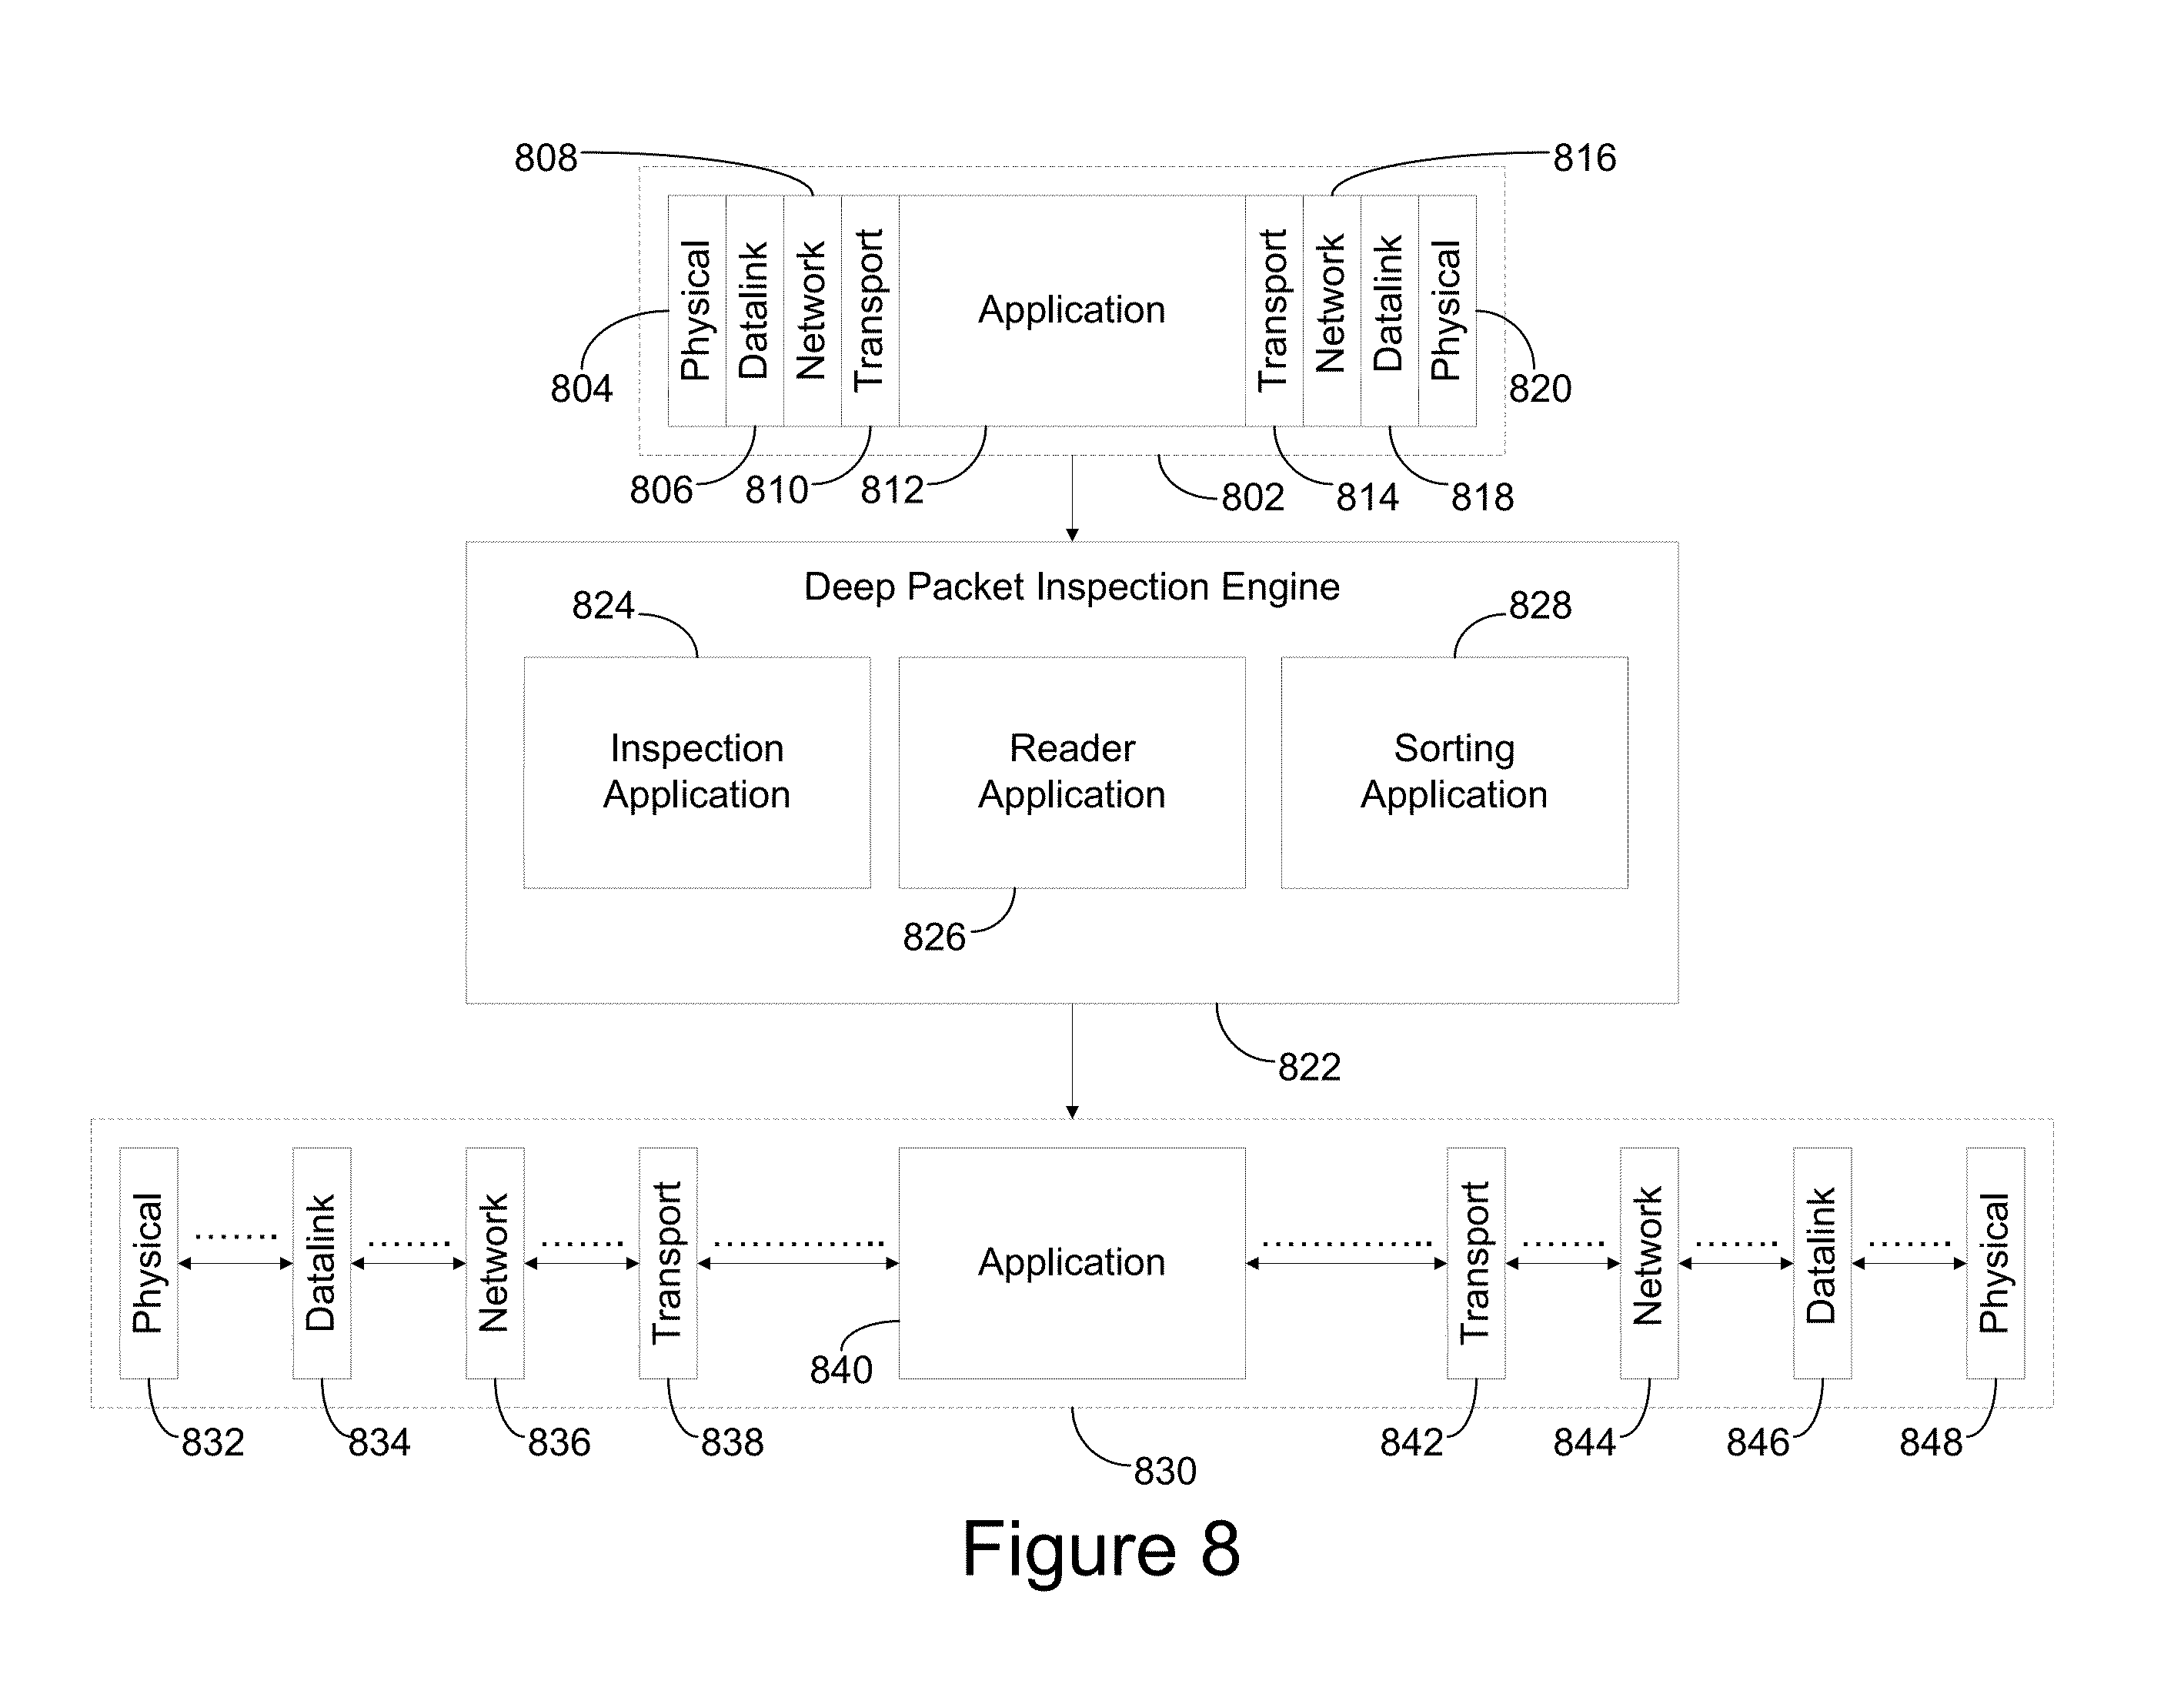 808
816
Physical
Datalink
Network
Transport
Application
Transport
Network
Datalink
Physical
804
820
806
810
812
802
814
818
Deep Packet Inspection Engine
824
828
Inspection
Application
Reader
Application
Sorting
Application
826
822
Physical
Datalink
Network
Transport
Application
Transport
Network
Datalink
Physical
840
832
834
836
838
830
842
844
846
848
Figure 8